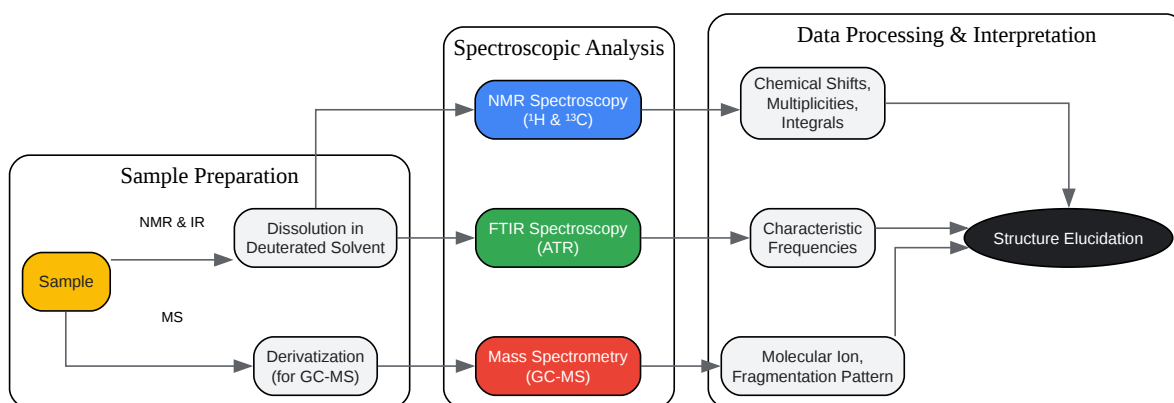 Sample Preparation
Sample
NMR & IR
MS
Dissolution in
Deuterated Solvent
Derivatization
(for GC-MS)
Spectroscopic Analysis
NMR Spectroscopy
(¹H & ¹³C)
FTIR Spectroscopy
(ATR)
Mass Spectrometry
(GC-MS)
Data Processing & Interpretation
Chemical Shifts,
Multiplicities,
Integrals
Characteristic
Frequencies
Molecular Ion,
Fragmentation Pattern
Structure Elucidation